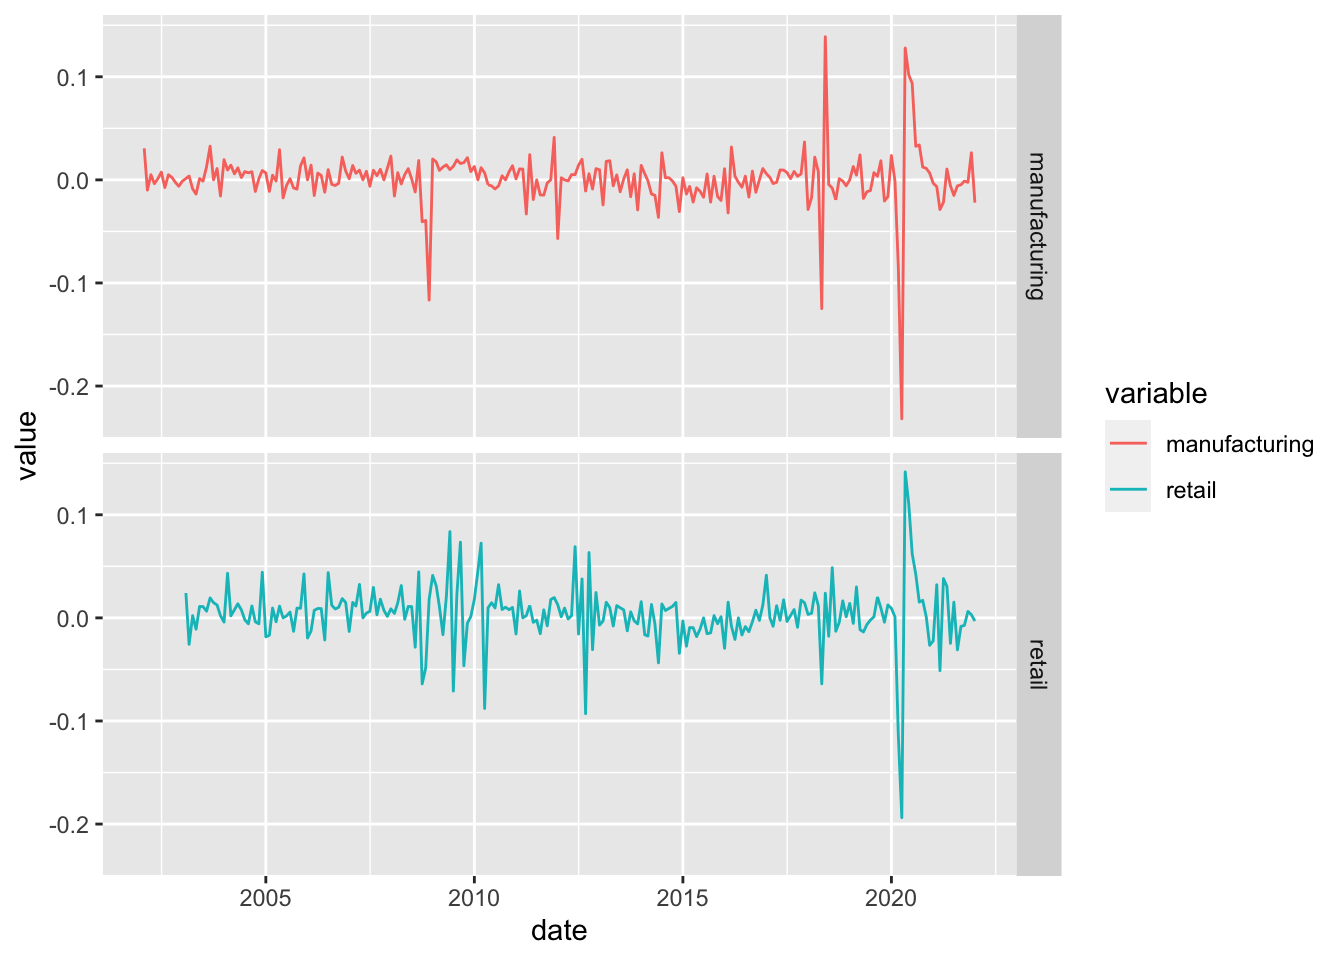 0.1
0.0
-0.1
-0.2
manufacturing
0.1
0.0
-0.1
-0.2
retail
value
2005 2010 2015 2020
date
variable
manufacturing
retail